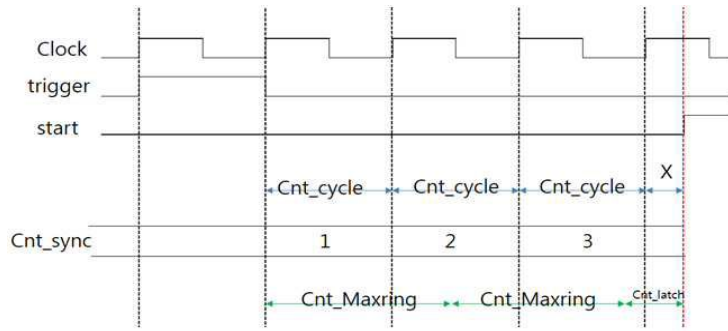 Clock
trigger
start
Cnt_cycle Cnt_cycle Cnt_cycle X
Cnt_sync 1 2 3
Cnt_Maxring Cnt_Maxring Cnt_latch